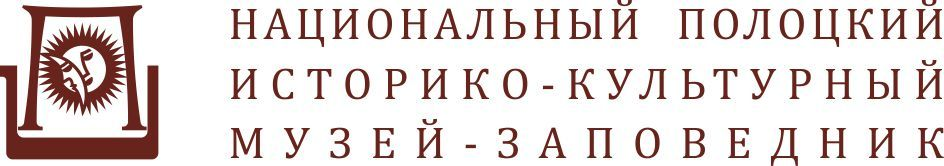 НАЦИОНАЛЬНЫЙ ПОЛОЦКИЙ
ИСТОРИКО-КУЛЬТУРНЫЙ
МУЗЕЙ-ЗАПОВЕДНИК